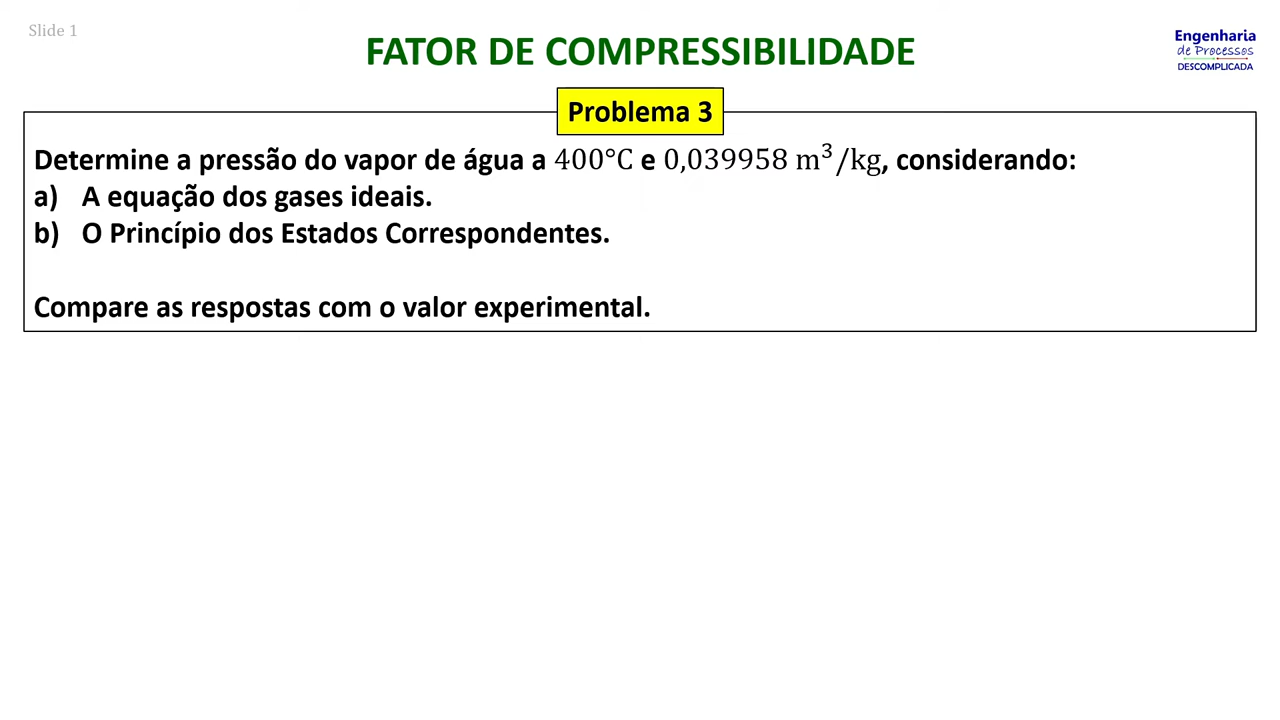 Slide 1
FATOR DE COMPRESSIBILIDADE
Engenharia
de Processos
DESCOMPLICADA
Problema 3
Determine a pressão do vapor de água a 400°C e 0,039958 m³/kg, considerando:
a) A equação dos gases ideais.
b) O Princípio dos Estados Correspondentes.
Compare as respostas com o valor experimental.